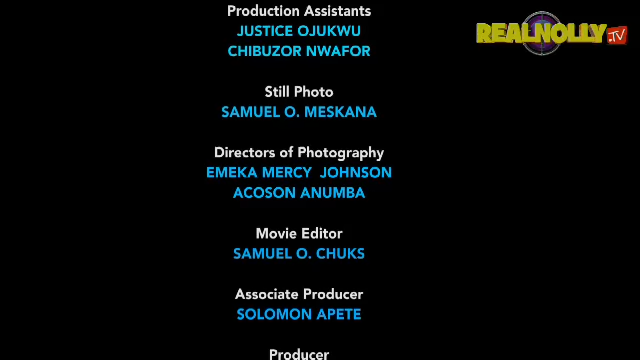 Production Assistants
JUSTICE OJUKWU
CHIBUZOR NWAFOR
Still Photo
SAMUEL O. MESKANA
Directors of Photography
EMEKA MERCY JOHNSON
ACOSON ANUMBA
Movie Editor
SAMUEL O. CHUKS
Associate Producer
SOLOMON APETE
Producer
REALNOLLY.TV